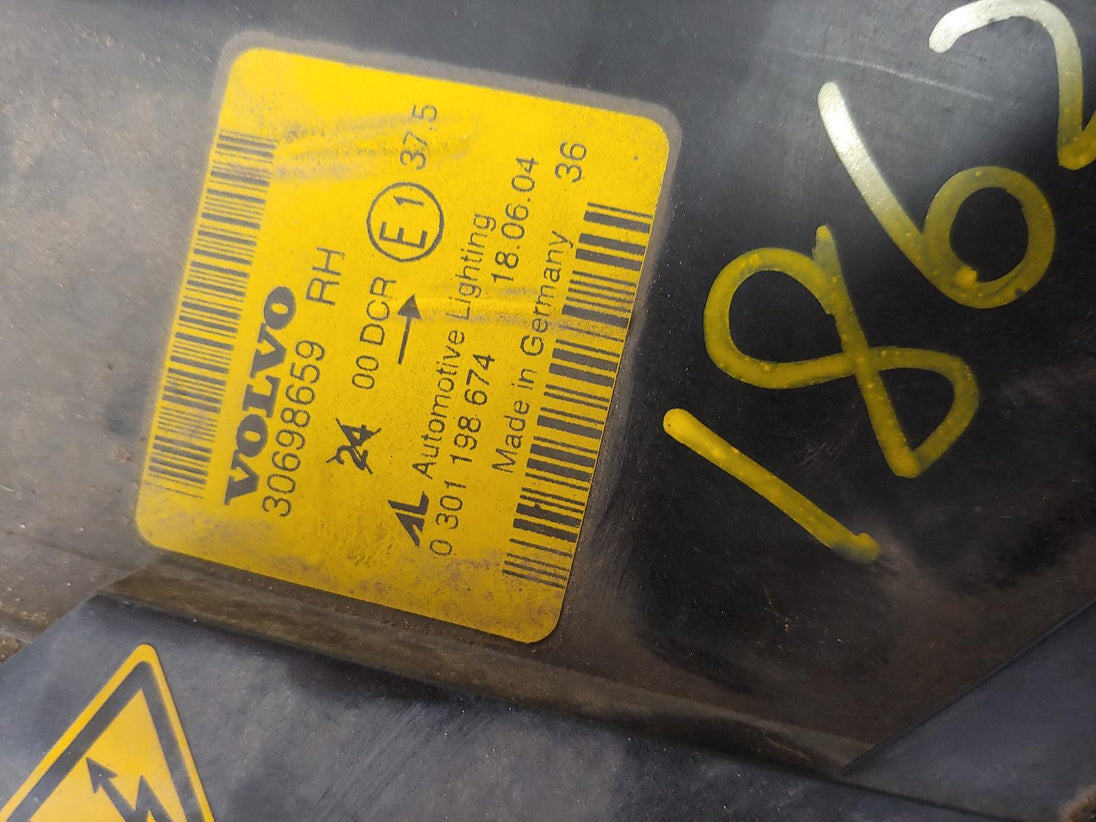 VOLVO
30698659 RH
24 00 DCR E1 37,5
AL Automotive Lighting
0 301 198 674 18.06.04
Made in Germany 36
186